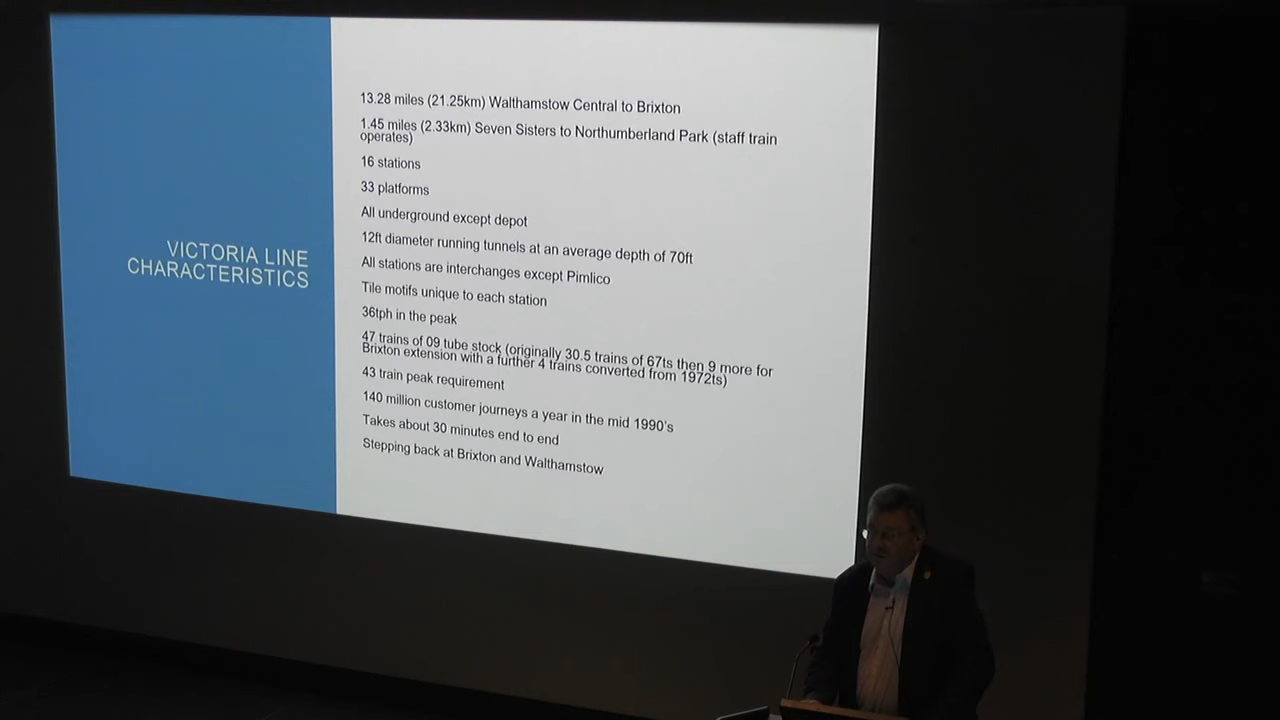 VICTORIA LINE
CHARACTERISTICS
13.28 miles (21.25km) Walthamstow Central to Brixton
1.45 miles (2.33km) Seven Sisters to Northumberland Park (staff train
operates)
16 stations
33 platforms
All underground except depot
12ft diameter running tunnels at an average depth of 70ft
All stations are interchanges except Pimlico
Tile motifs unique to each station
36tph in the peak
47 trains of 09 tube stock (originally 30.5 trains of 67ts then 9 more for
Brixton extension with a further 4 trains converted from 1972ts)
43 train peak requirement
140 million customer journeys a year in the mid 1990's
Takes about 30 minutes end to end
Stepping back at Brixton and Walthamstow